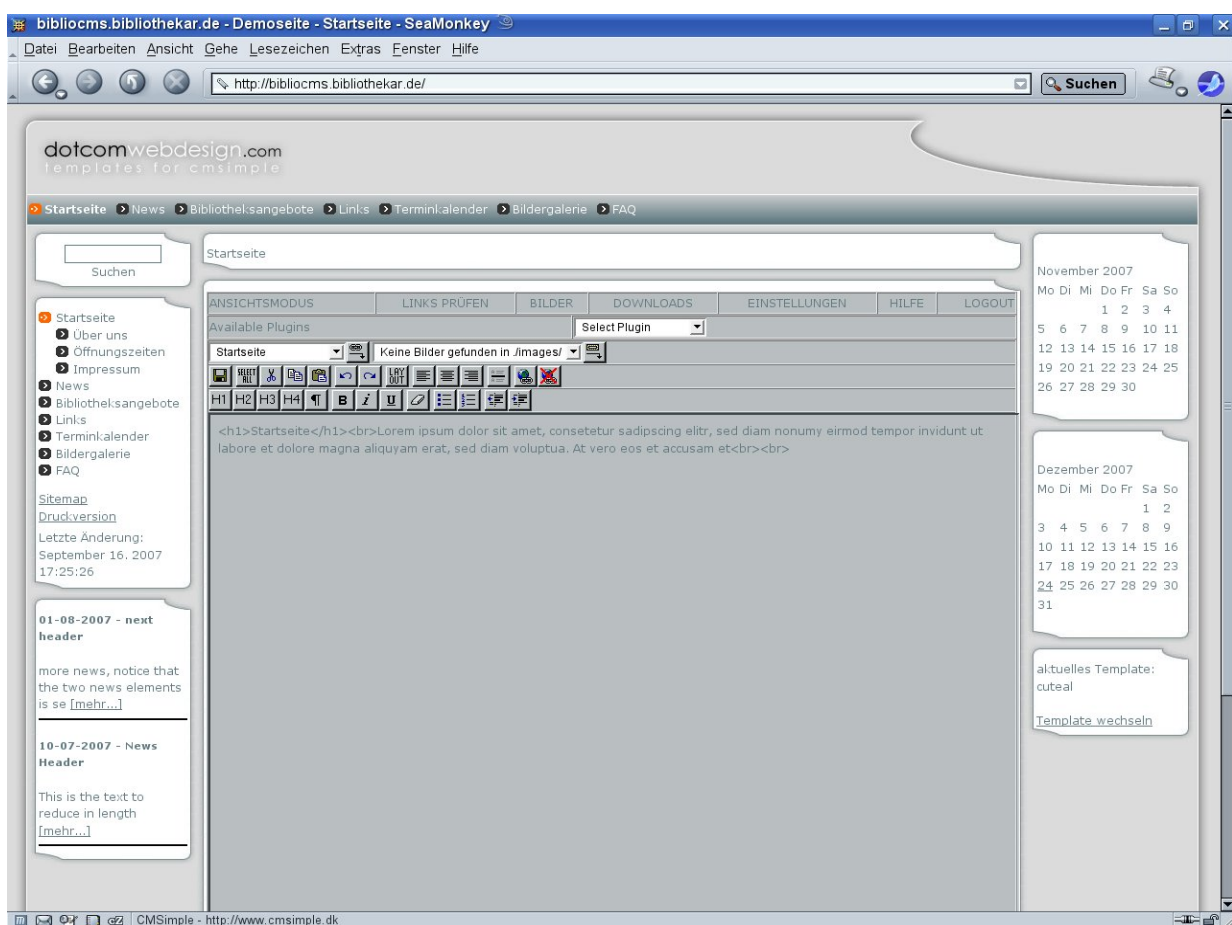 bibliocms.bibliothekar.de - Demoseite - Startseite - SeaMonkey
Datei Bearbeiten Ansicht Gehe Lesezeichen Extras Fenster Hilfe
http://bibliocms.bibliothekar.de/
Suchen
dotcomwebdesign.com
templates for cmsimple
Startseite News Bibliotheksangebote Links Terminkalender Bildergalerie FAQ
Suchen
Startseite
Über uns
Öffnungszeiten
Impressum
News
Bibliotheksangebote
Links
Terminkalender
Bildergalerie
FAQ
Sitemap
Druckversion
Letzte Änderung:
September 16. 2007
17:25:26
01-08-2007 - next
header
more news, notice that
the two news elements
is se [mehr...]
10-07-2007 - News
Header
This is the text to
reduce in length
[mehr...]
Startseite
ANSICHTSMODUS LINKS PRÜFEN BILDER DOWNLOADS EINSTELLUNGEN HILFE LOGOUT
Available Plugins Select Plugin
Startseite Keine Bilder gefunden in ./images/
SELECT ALL LAY OUT
H1 H2 H3 H4 ¶ B i U
<h1>Startseite</h1><br>Lorem ipsum dolor sit amet, consetetur sadipscing elitr, sed diam nonumy eirmod tempor invidunt ut
labore et dolore magna aliquyam erat, sed diam voluptua. At vero eos et accusam et<br><br>
November 2007
Mo Di Mi Do Fr Sa So
1 2 3 4
5 6 7 8 9 10 11
12 13 14 15 16 17 18
19 20 21 22 23 24 25
26 27 28 29 30
Dezember 2007
Mo Di Mi Do Fr Sa So
1 2
3 4 5 6 7 8 9
10 11 12 13 14 15 16
17 18 19 20 21 22 23
24 25 26 27 28 29 30
31
aktuelles Template:
cuteal
Template wechseln
CMSimple - http://www.cmsimple.dk